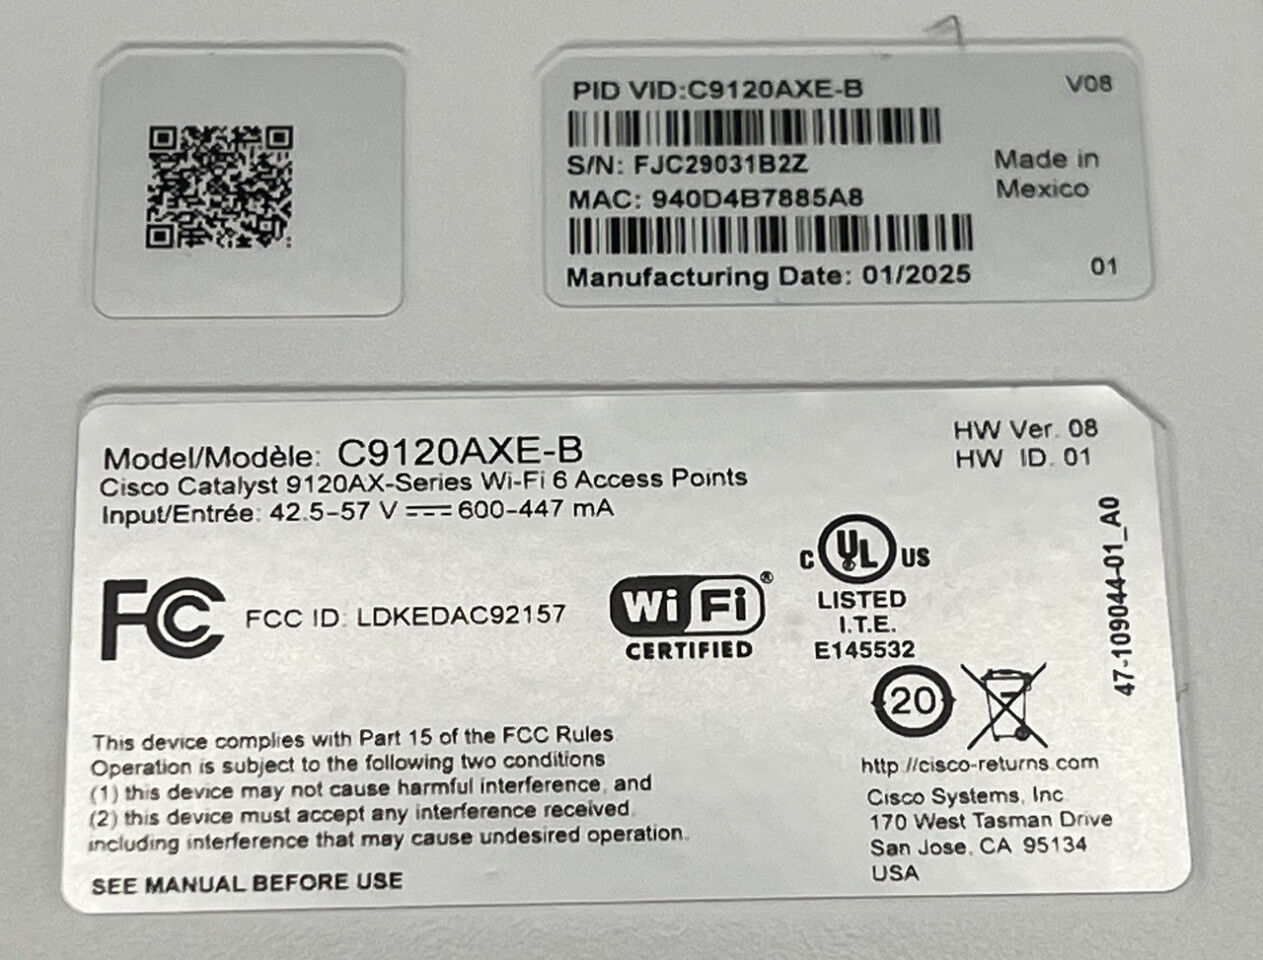 PID VID:C9120AXE-B
V08
S/N: FJC29031B2Z
MAC: 940D4B7885A8
Made in
Mexico
Manufacturing Date: 01/2025
01
Model/Modèle: C9120AXE-B
Cisco Catalyst 9120AX-Series Wi-Fi 6 Access Points
Input/Entrée: 42.5-57 V 600-447 mA
HW Ver. 08
HW ID. 01
47-109044-01_A0
FC
FCC ID: LDKEDAC92157
Wi Fi ®
CERTIFIED
C UL US
LISTED
I.T.E.
E145532
20
This device complies with Part 15 of the FCC Rules
Operation is subject to the following two conditions
(1) this device may not cause harmful interference, and
(2) this device must accept any interference received,
including interference that may cause undesired operation.
SEE MANUAL BEFORE USE
http://cisco-returns.com
Cisco Systems, Inc
170 West Tasman Drive
San Jose, CA 95134
USA